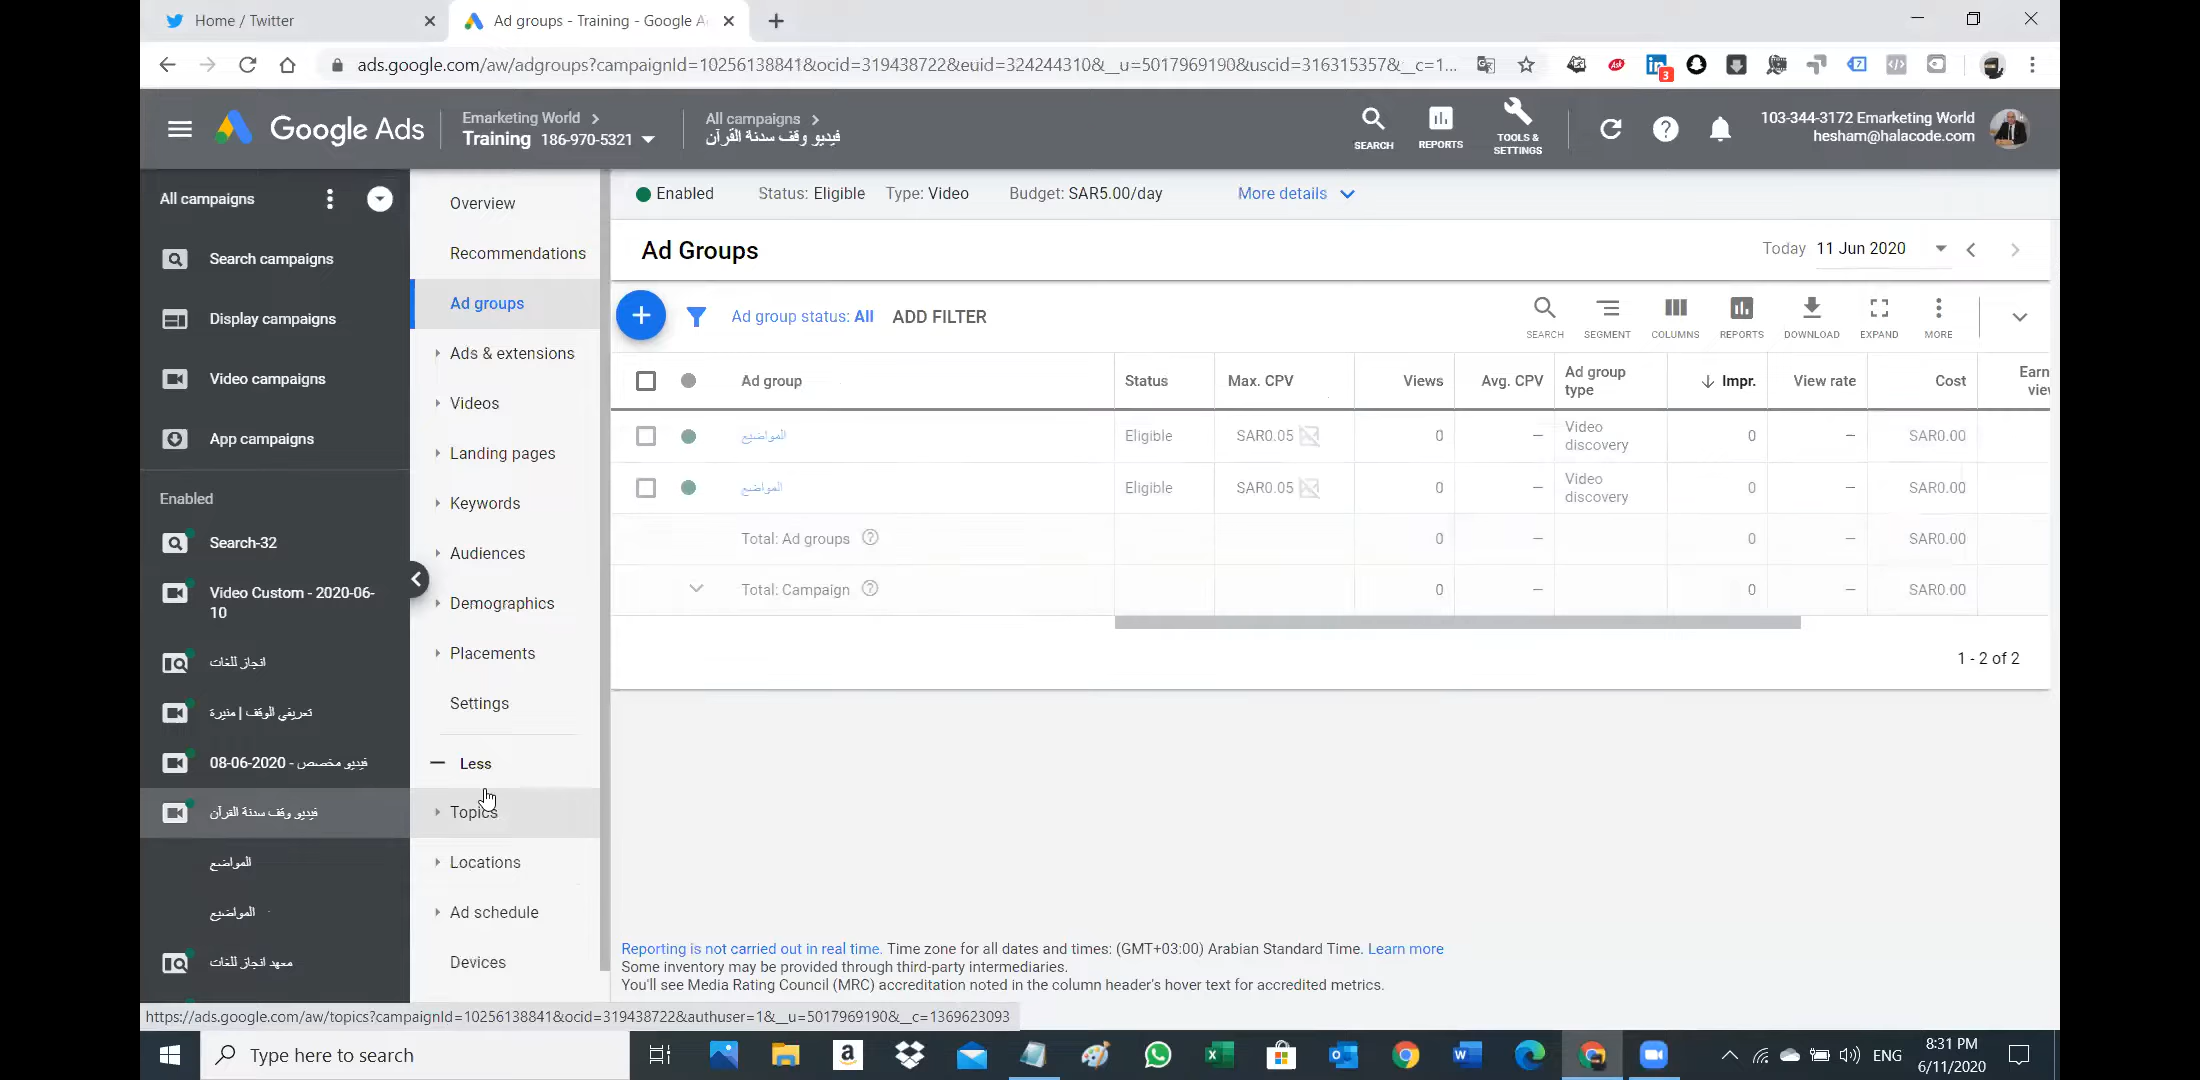 Home / Twitter
Ad groups - Training - Google A
ads.google.com/aw/adgroups?campaignId=10256138841&ocid=319438722&euid=324244310&__u=5017969190&uscid=316315357&__c=1...
3
7
Google Ads
Emarketing World
Training 186-970-5321
All campaigns
فيديو وقف سدنة القرآن
SEARCH
REPORTS
TOOLS & SETTINGS
103-344-3172 Emarketing World
hesham@halacode.com
All campaigns
Search campaigns
Display campaigns
Video campaigns
App campaigns
Enabled
Search-32
Video Custom - 2020-06-
10
انجاز للغات
تعريفي الوقف | منيرة
فيديو مخصص - 2020-06-08
فيديو وقف سدنة القرآن
المواضيع
المواضيع
معهد انجاز للغات
Overview
Recommendations
Ad groups
Ads & extensions
Videos
Landing pages
Keywords
Audiences
Demographics
Placements
Settings
Less
Topics
Locations
Ad schedule
Devices
Enabled Status: Eligible Type: Video Budget: SAR5.00/day More details
Ad Groups
Today 11 Jun 2020
Ad group status: All ADD FILTER
SEARCH SEGMENT COLUMNS REPORTS DOWNLOAD EXPAND MORE
Ad group Status Max. CPV Views Avg. CPV Ad group type Impr. View rate Cost Earn view
المواضيع Eligible SAR0.05 0 – Video discovery 0 – SAR0.00
المواضيع Eligible SAR0.05 0 – Video discovery 0 – SAR0.00
Total: Ad groups 0 – 0 – SAR0.00
Total: Campaign 0 – 0 – SAR0.00
1 - 2 of 2
Reporting is not carried out in real time. Time zone for all dates and times: (GMT+03:00) Arabian Standard Time. Learn more
Some inventory may be provided through third-party intermediaries.
You'll see Media Rating Council (MRC) accreditation noted in the column header's hover text for accredited metrics.
https://ads.google.com/aw/topics?campaignId=10256138841&ocid=319438722&authuser=1&__u=5017969190&__c=1369623093
Type here to search
ENG
8:31 PM
6/11/2020